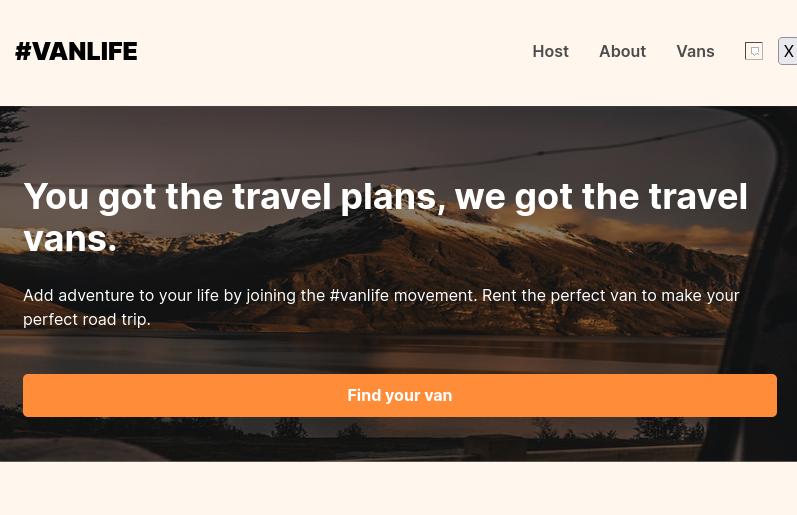 #VANLIFE
Host About Vans X
You got the travel plans, we got the travel
vans.
Add adventure to your life by joining the #vanlife movement. Rent the perfect van to make your
perfect road trip.
Find your van